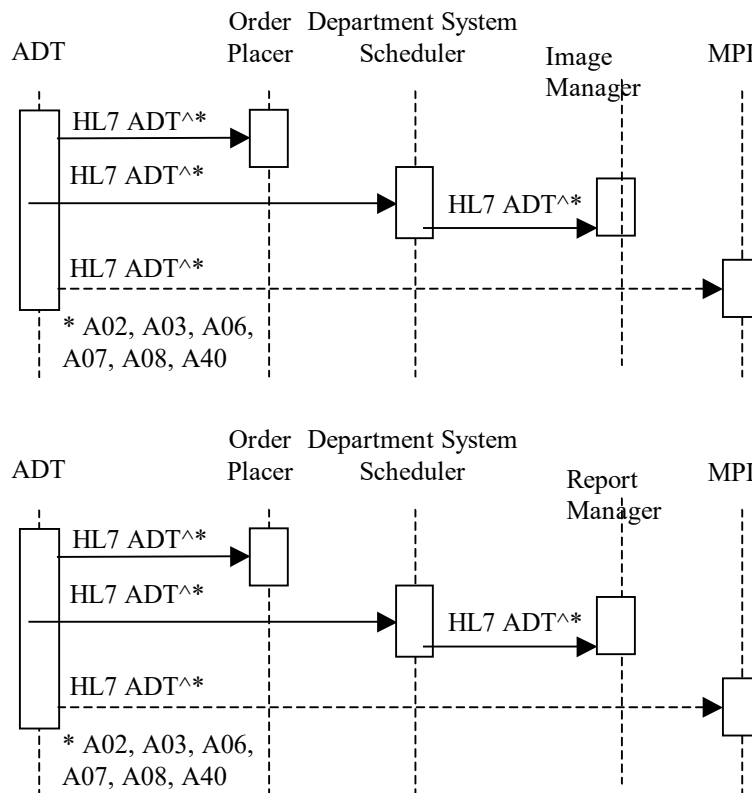 Order
Department System
ADT
Placer
Scheduler
Image
Manager
MPI
HL7 ADT^*
HL7 ADT^*
HL7 ADT^*
HL7 ADT^*
* A02, A03, A06,
A07, A08, A40
Order
Department System
ADT
Placer
Scheduler
Report
Manager
MPI
HL7 ADT^*
HL7 ADT^*
HL7 ADT^*
HL7 ADT^*
* A02, A03, A06,
A07, A08, A40